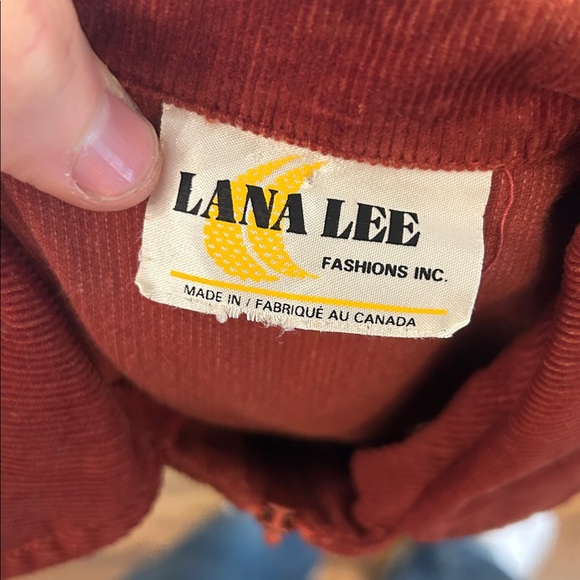 LANA LEE
FASHIONS INC.
MADE IN / FABRIQUÉ AU CANADA